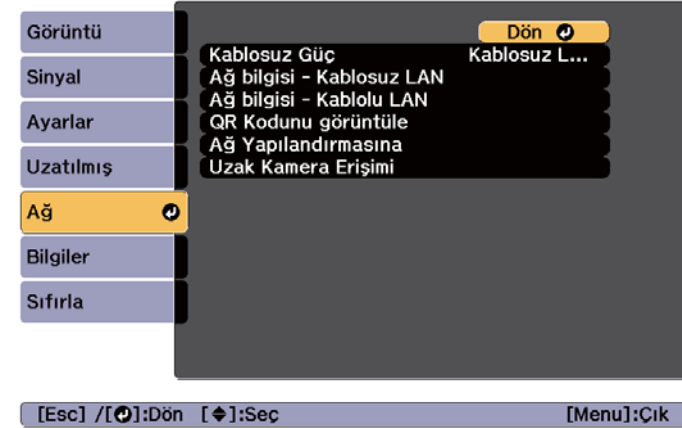 Görüntü
Sinyal
Ayarlar
Uzatılmış
Ağ
Bilgiler
Sıfırla
Dön
Kablosuz Güç Kablosuz L...
Ağ bilgisi - Kablosuz LAN
Ağ bilgisi - Kablolu LAN
QR Kodunu görüntüle
Ağ Yapılandırmasına
Uzak Kamera Erişimi
[Esc] /[⏎]:Dön [◆]:Seç [Menu]:Çık